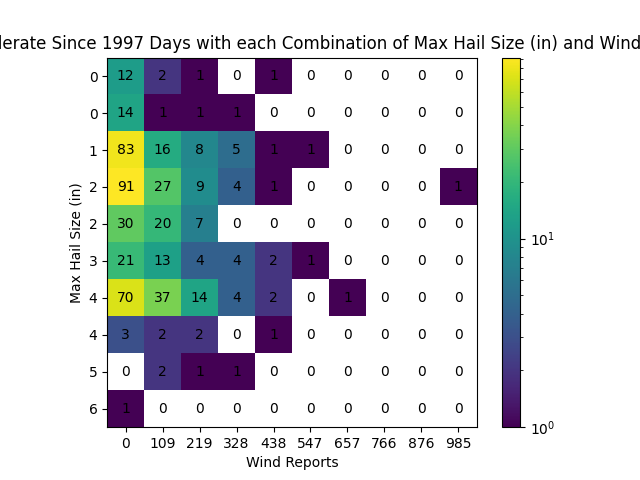 derate Since 1997 Days with each Combination of Max Hail Size (in) and Wind
0 12 2 1 0 1 0 0 0 0 0
0 14 1 1 1 0 0 0 0 0 0
1 83 16 8 5 1 1 0 0 0 0
2 91 27 9 4 1 0 0 0 0 1
2 30 20 7 0 0 0 0 0 0 0
3 21 13 4 4 2 1 0 0 0 0
4 70 37 14 4 2 0 1 0 0 0
4 3 2 2 0 1 0 0 0 0 0
5 0 2 1 1 0 0 0 0 0 0
6 1 0 0 0 0 0 0 0 0 0
0 109 219 328 438 547 657 766 876 985
Wind Reports
Max Hail Size (in)
10¹
10⁰